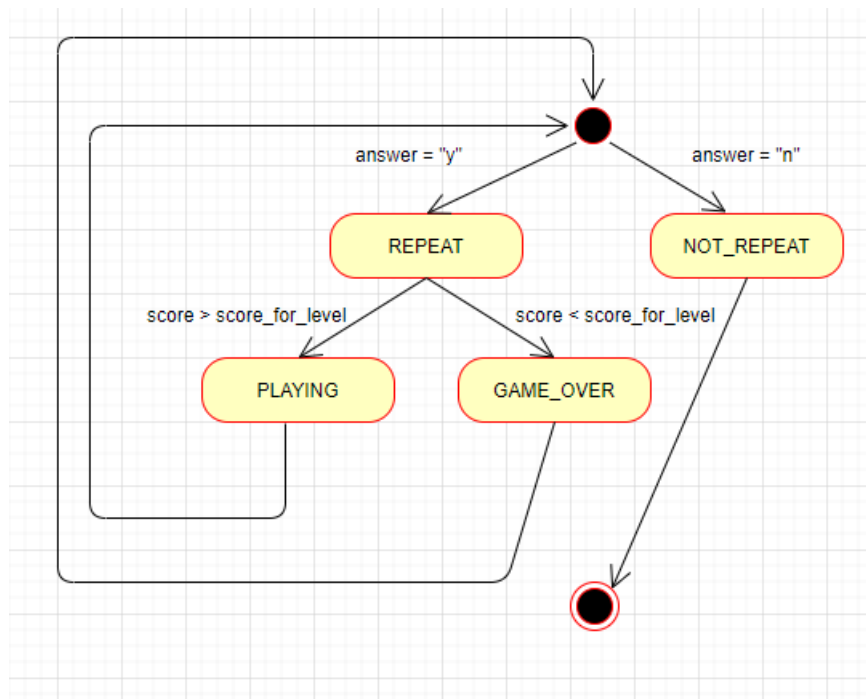 answer = "y"
answer = "n"
REPEAT
NOT_REPEAT
score > score_for_level
score < score_for_level
PLAYING
GAME_OVER